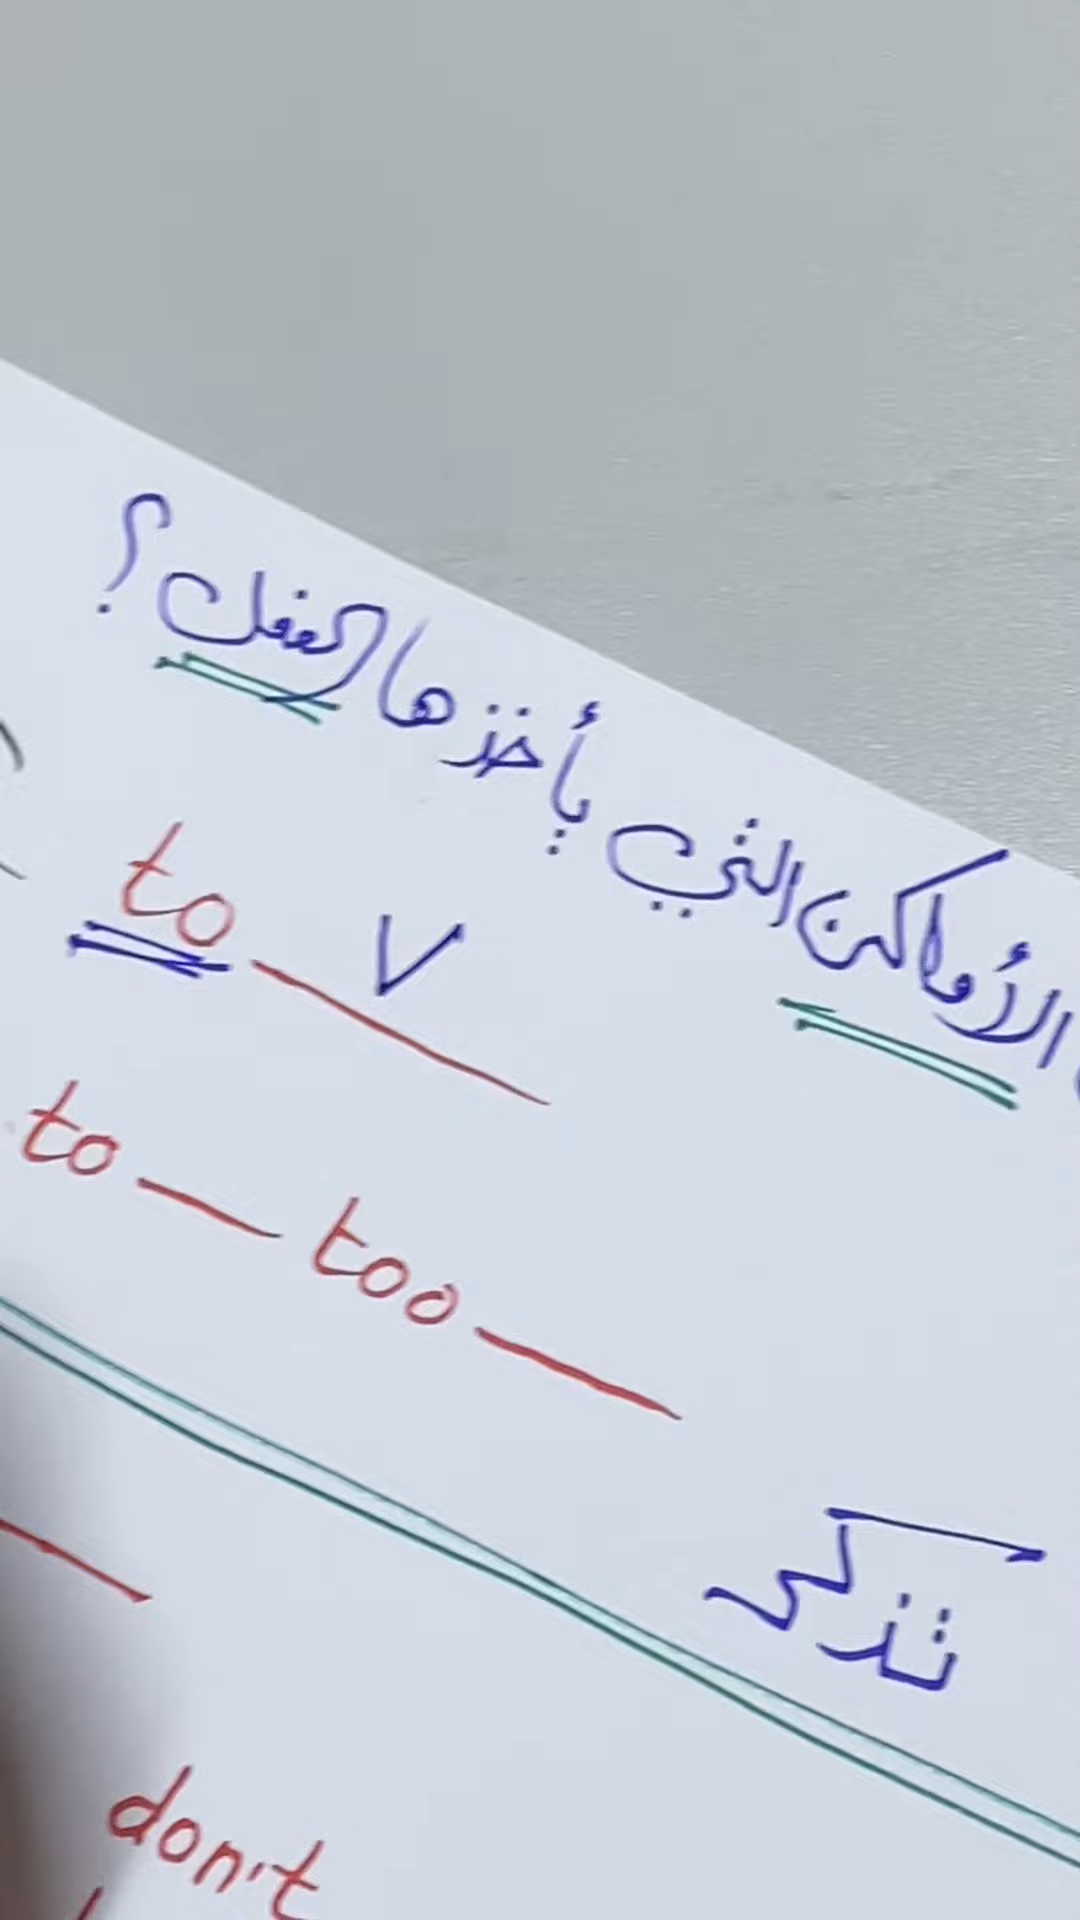 الأماكن التي يأخذها الفعل ؟
to V
to too
تذكر
don't